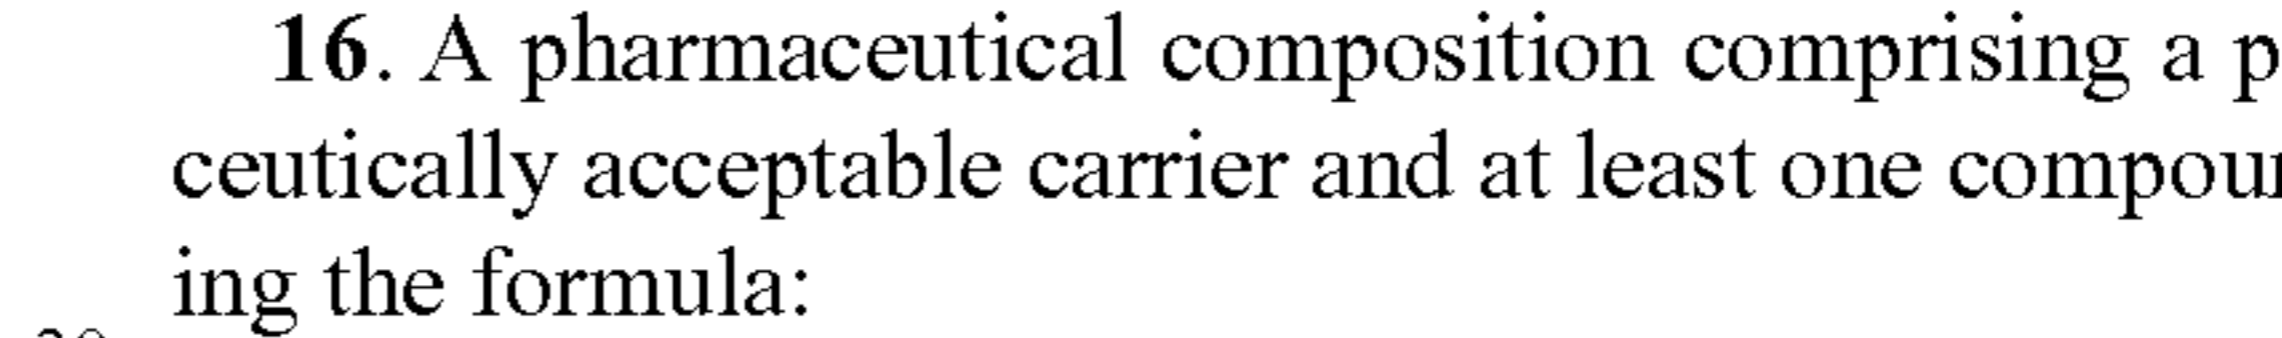 16. A pharmaceutical composition comprising a p
ceutically acceptable carrier and at least one compou
ing the formula: